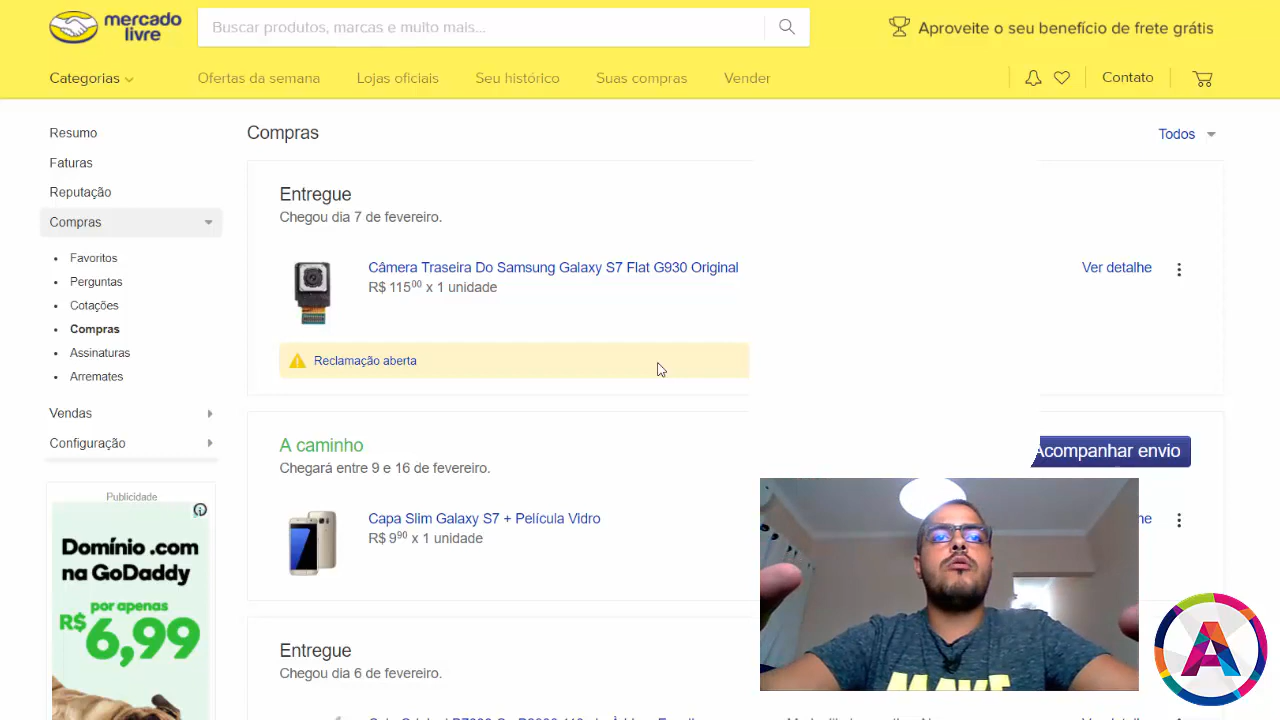 mercado
livre
Buscar produtos, marcas e muito mais...
Aproveite o seu benefício de frete grátis
Categorias
Ofertas da semana
Lojas oficiais
Seu histórico
Suas compras
Vender
Contato
Resumo
Faturas
Reputação
Compras
Favoritos
Perguntas
Cotações
Compras
Assinaturas
Arremates
Vendas
Configuração
Publicidade
Domínio .com
na GoDaddy
por apenas
R$ 6,99
Compras
Todos
Entregue
Chegou dia 7 de fevereiro.
Câmera Traseira Do Samsung Galaxy S7 Flat G930 Original
R$ 115⁰⁰ x 1 unidade
Ver detalhe
Reclamação aberta
A caminho
Chegará entre 9 e 16 de fevereiro.
Acompanhar envio
Capa Slim Galaxy S7 + Película Vidro
R$ 9⁹⁰ x 1 unidade
he
Entregue
Chegou dia 6 de fevereiro.
MAKE
A